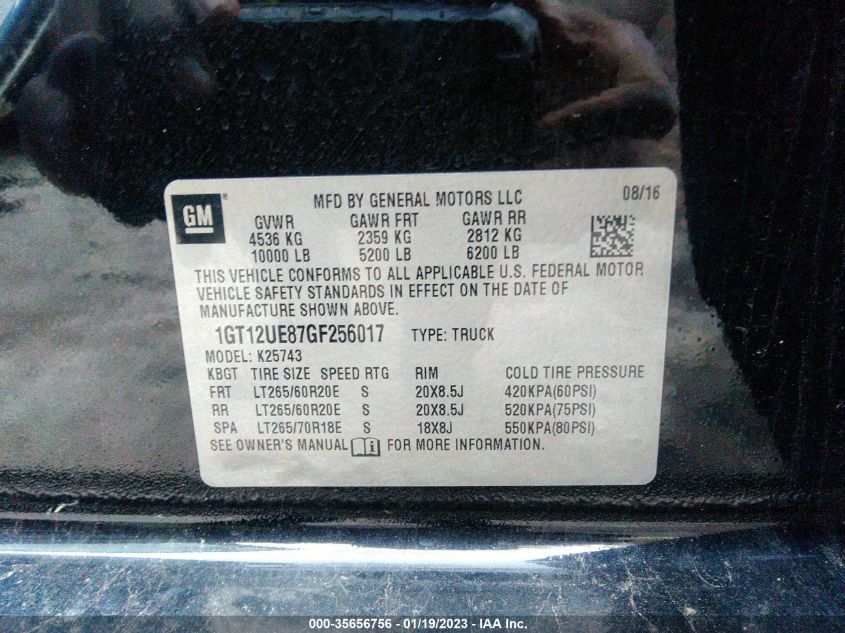 GM ®
MFD BY GENERAL MOTORS LLC 08/16
GVWR GAWR FRT GAWR RR
4536 KG 2359 KG 2812 KG
10000 LB 5200 LB 6200 LB
THIS VEHICLE CONFORMS TO ALL APPLICABLE U.S. FEDERAL MOTOR
VEHICLE SAFETY STANDARDS IN EFFECT ON THE DATE OF
MANUFACTURE SHOWN ABOVE.
1GT12UE87GF256017 TYPE: TRUCK
MODEL: K25743
KBGT TIRE SIZE SPEED RTG RIM COLD TIRE PRESSURE
FRT LT265/60R20E S 20X8.5J 420KPA(60PSI)
RR LT265/60R20E S 20X8.5J 520KPA(75PSI)
SPA LT265/70R18E S 18X8J 550KPA(80PSI)
SEE OWNER'S MANUAL FOR MORE INFORMATION.
000-35656756 - 01/19/2023 - IAA Inc.